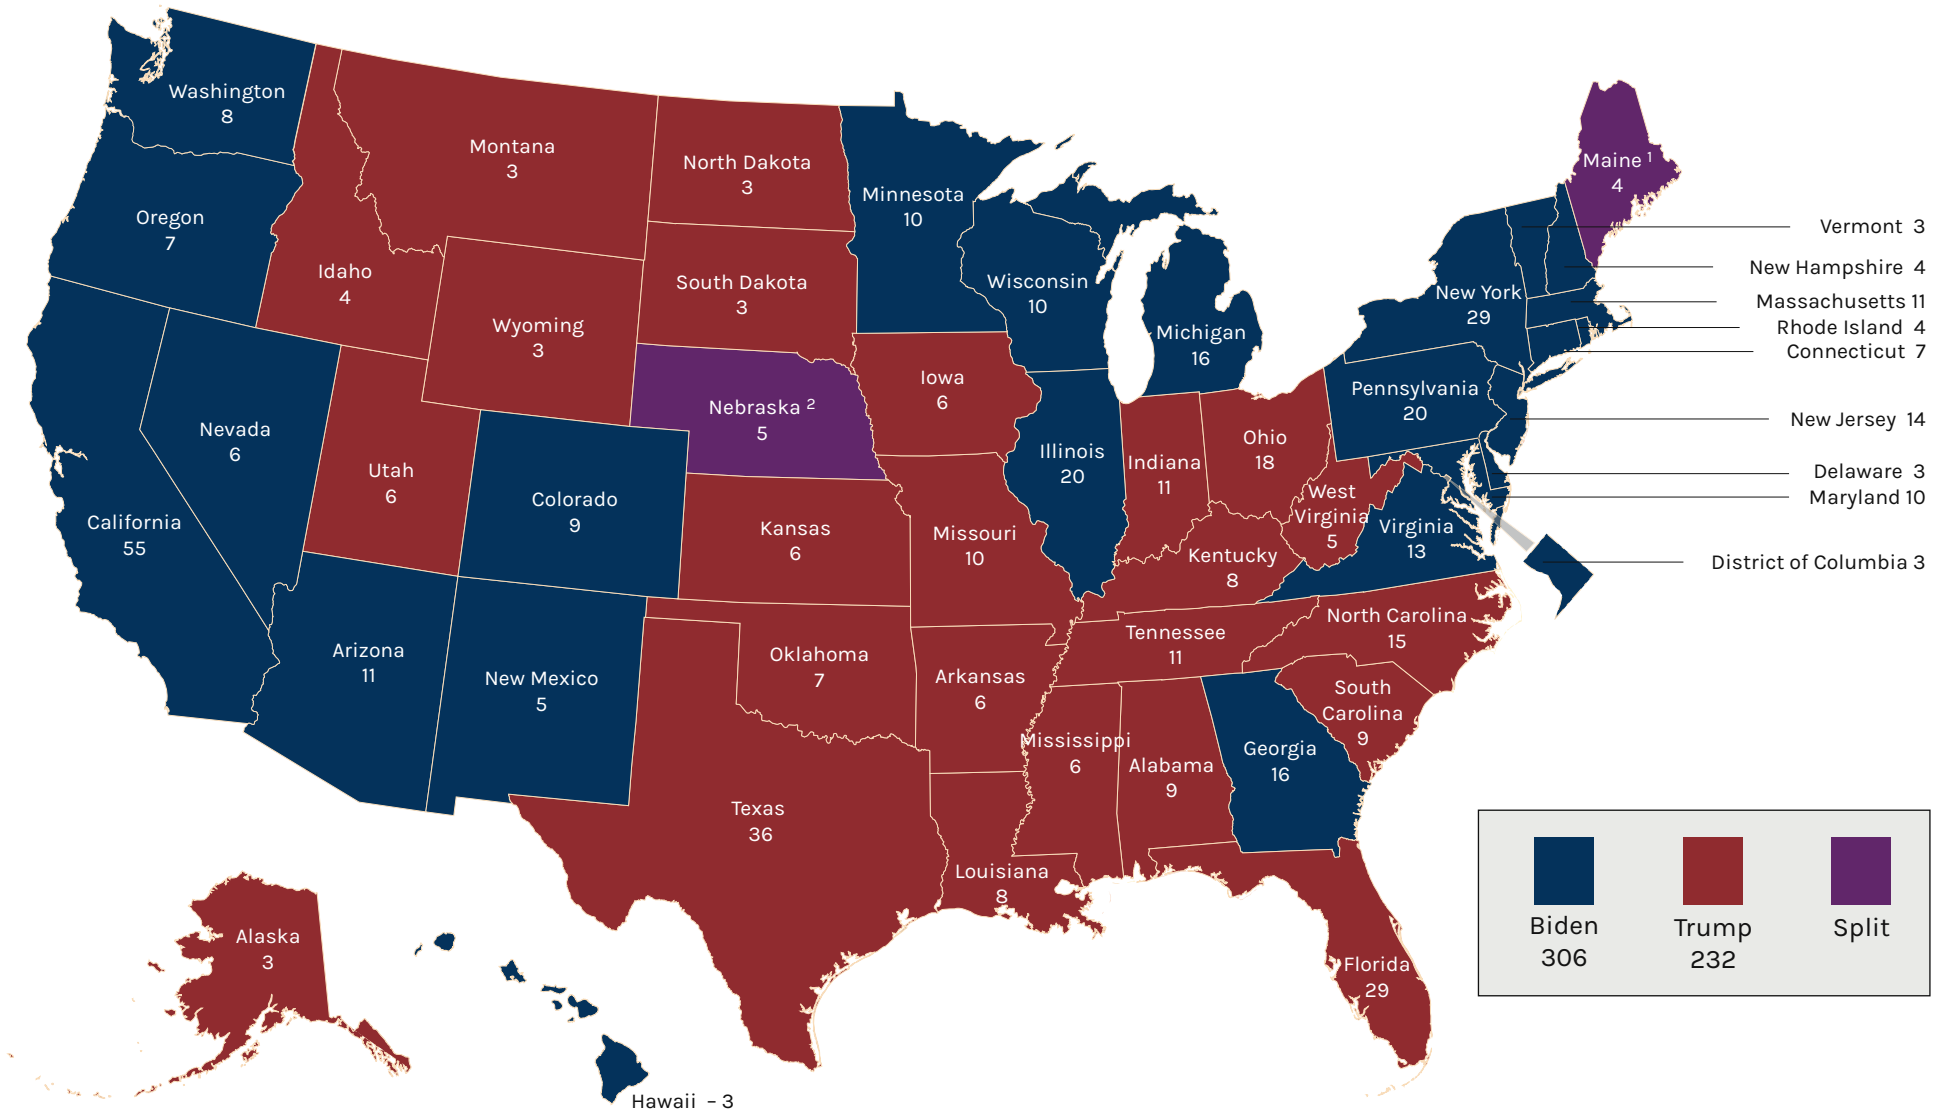 Washington
8
Oregon
7
California
55
Nevada
6
Idaho
4
Montana
3
Wyoming
3
Utah
6
Arizona
11
Colorado
9
New Mexico
5
North Dakota
3
South Dakota
3
Nebraska 2
5
Kansas
6
Oklahoma
7
Texas
36
Minnesota
10
Iowa
6
Missouri
10
Arkansas
6
Louisiana
8
Wisconsin
10
Illinois
20
Michigan
16
Indiana
11
Ohio
18
Kentucky
8
Tennessee
11
Mississippi
6
Alabama
9
Georgia
16
Florida
29
South
Carolina
9
North Carolina
15
Virginia
13
West
Virginia
5
Pennsylvania
20
New York
29
Maine 1
4
Vermont 3
New Hampshire 4
Massachusetts 11
Rhode Island 4
Connecticut 7
New Jersey 14
Delaware 3
Maryland 10
District of Columbia 3
Alaska
3
Hawaii – 3
Biden
306
Trump
232
Split